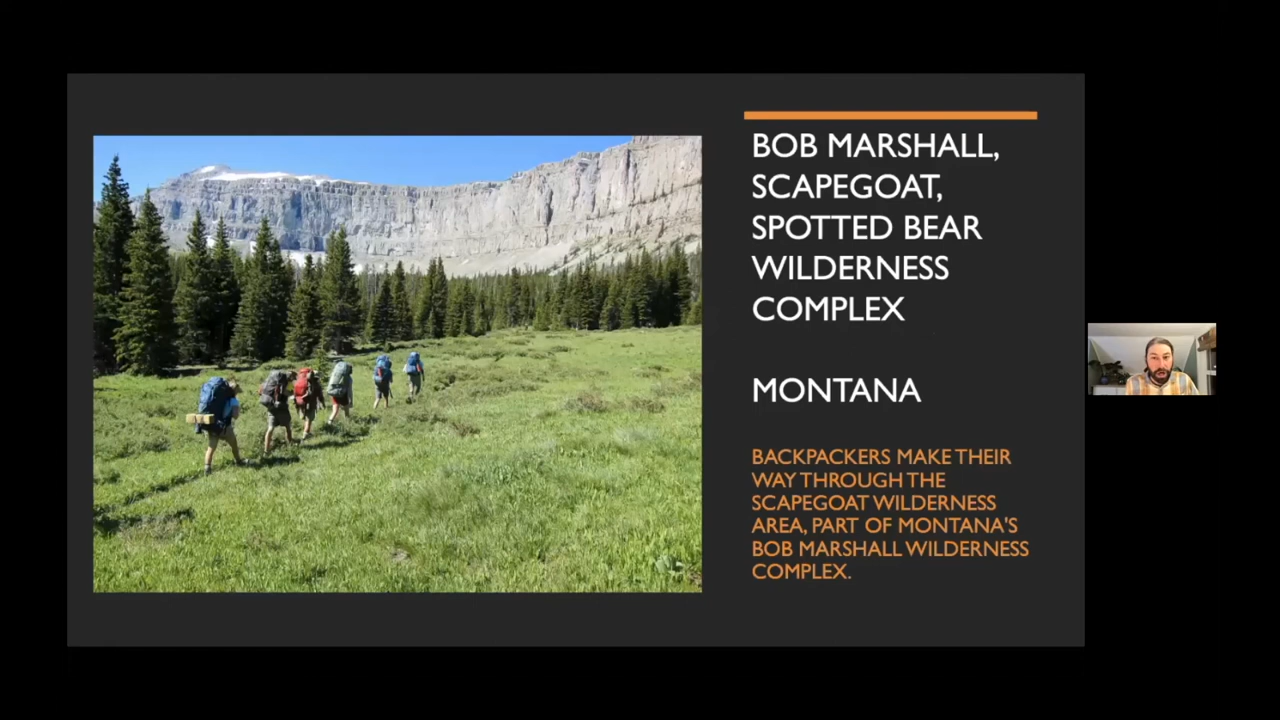 BOB MARSHALL,
SCAPEGOAT,
SPOTTED BEAR
WILDERNESS
COMPLEX
MONTANA
BACKPACKERS MAKE THEIR
WAY THROUGH THE
SCAPEGOAT WILDERNESS
AREA, PART OF MONTANA'S
BOB MARSHALL WILDERNESS
COMPLEX.